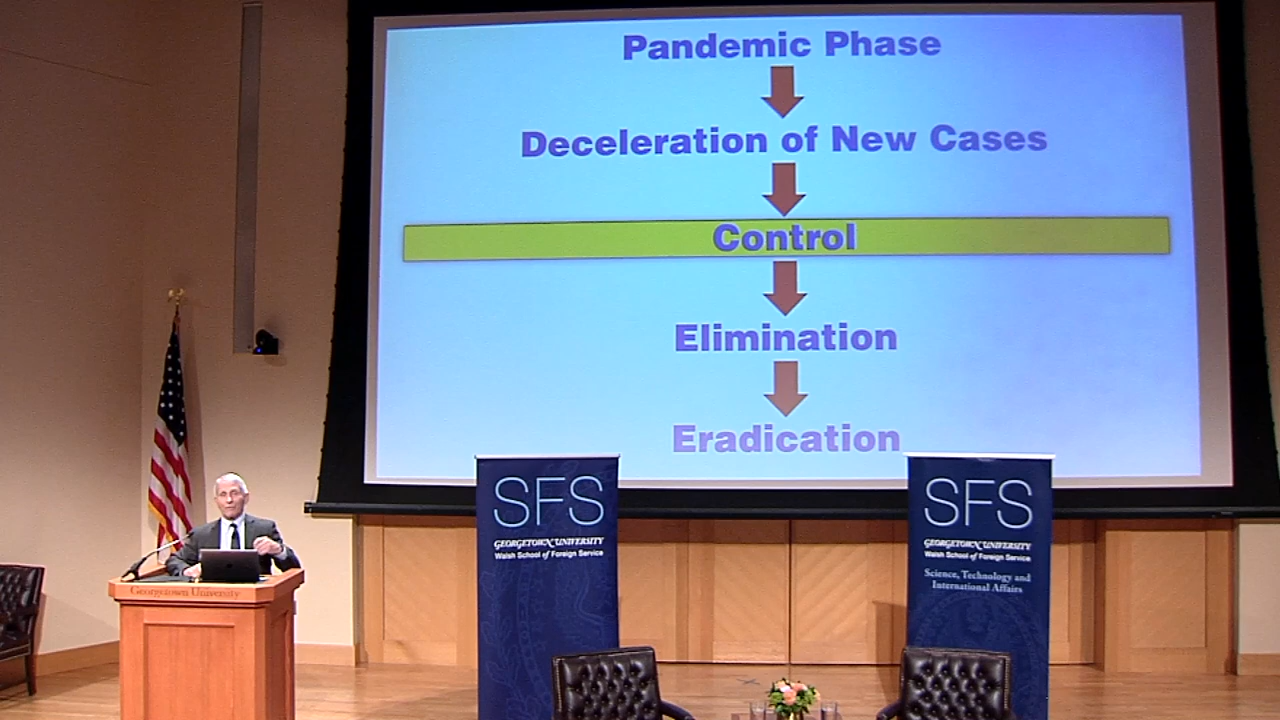 Pandemic Phase
Deceleration of New Cases
Control
Elimination
Eradication
SFS
GEORGETOWN UNIVERSITY
Walsh School of Foreign Service
SFS
GEORGETOWN UNIVERSITY
Walsh School of Foreign Service
Science, Technology and
International Affairs
Georgetown University